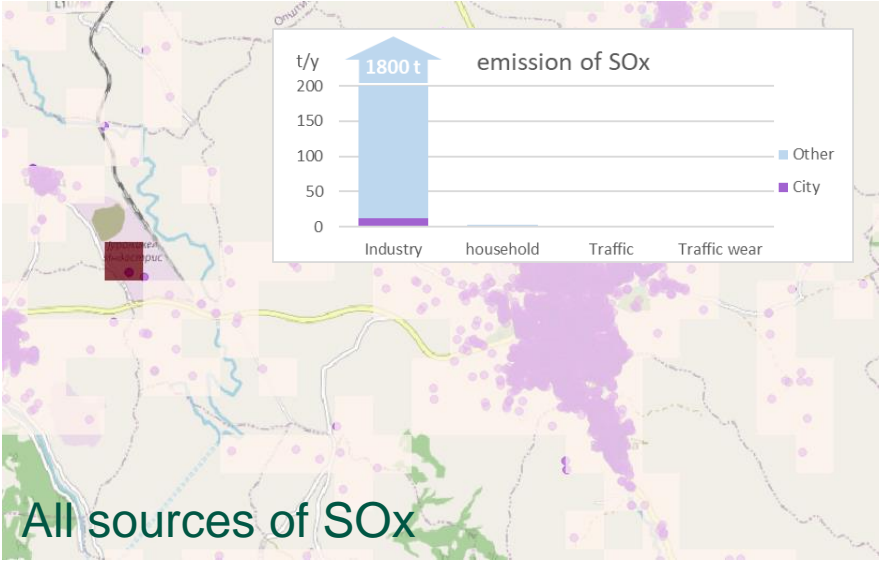 Општи
t/y
1800 t
emission of SOx
200
150
100
50
0
Other
City
Industry
household
Traffic
Traffic wear
All sources of SOx